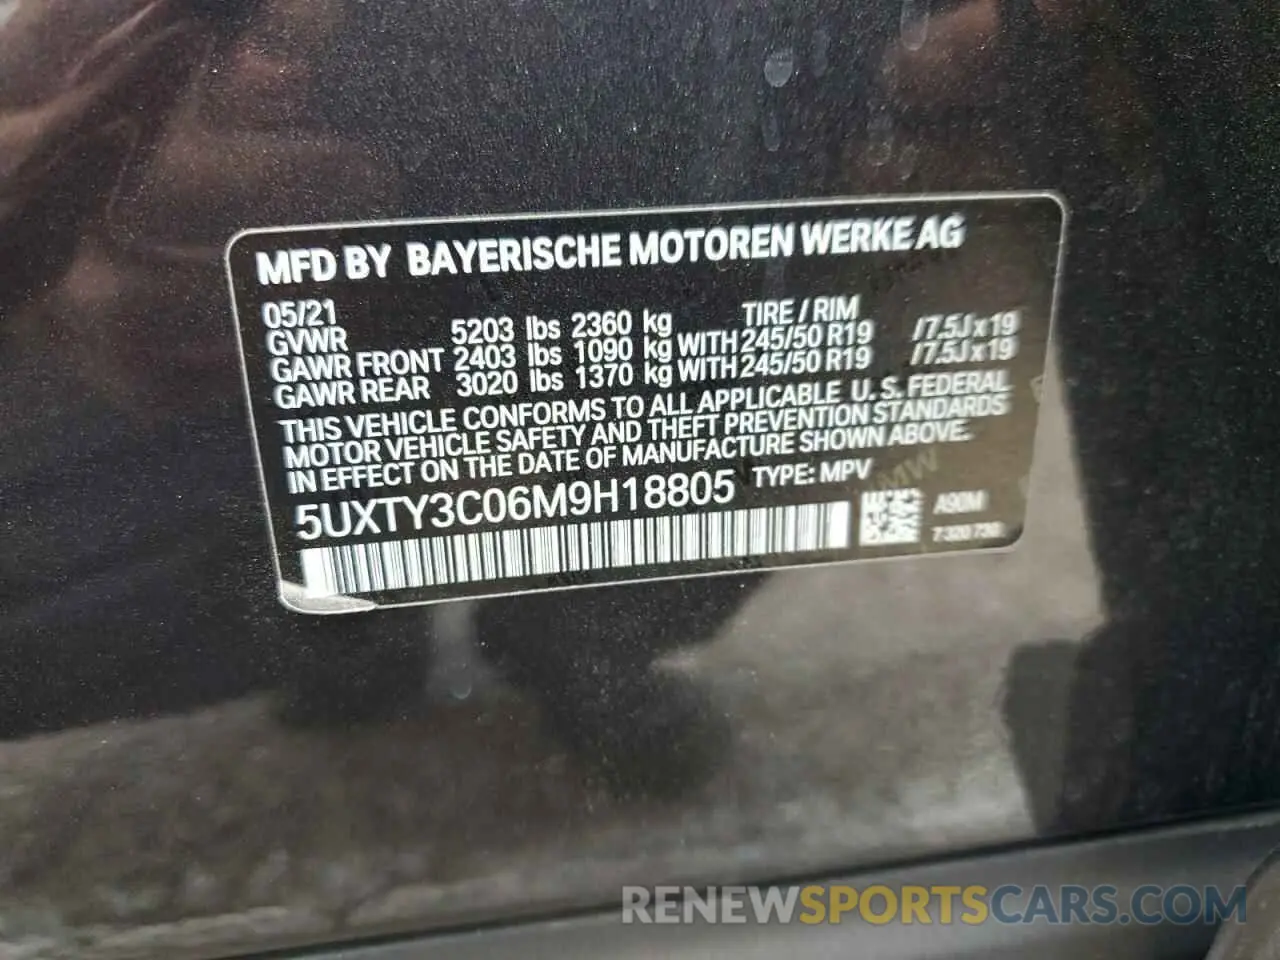 MFD BY BAYERISCHE MOTOREN WERKE AG
05/21 TIRE / RIM
GVWR 5203 lbs 2360 kg
GAWR FRONT 2403 lbs 1090 kg WITH 245/50 R19 / 7.5J x 19
GAWR REAR 3020 lbs 1370 kg WITH 245/50 R19 / 7.5J x 19
THIS VEHICLE CONFORMS TO ALL APPLICABLE U.S. FEDERAL
MOTOR VEHICLE SAFETY AND THEFT PREVENTION STANDARDS
IN EFFECT ON THE DATE OF MANUFACTURE SHOWN ABOVE.
5UXTY3C06M9H18805 TYPE: MPV
A90M
RENEWSPORTSCARS.COM